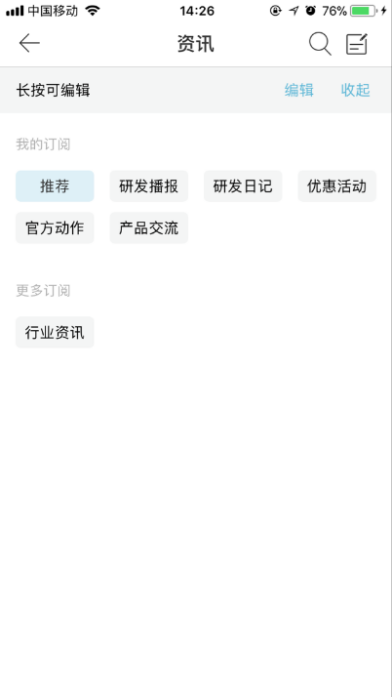 中国移动 14:26 76%
资讯
长按可编辑 编辑 收起
我的订阅
推荐 研发播报 研发日记 优惠活动
官方动作 产品交流
更多订阅
行业资讯